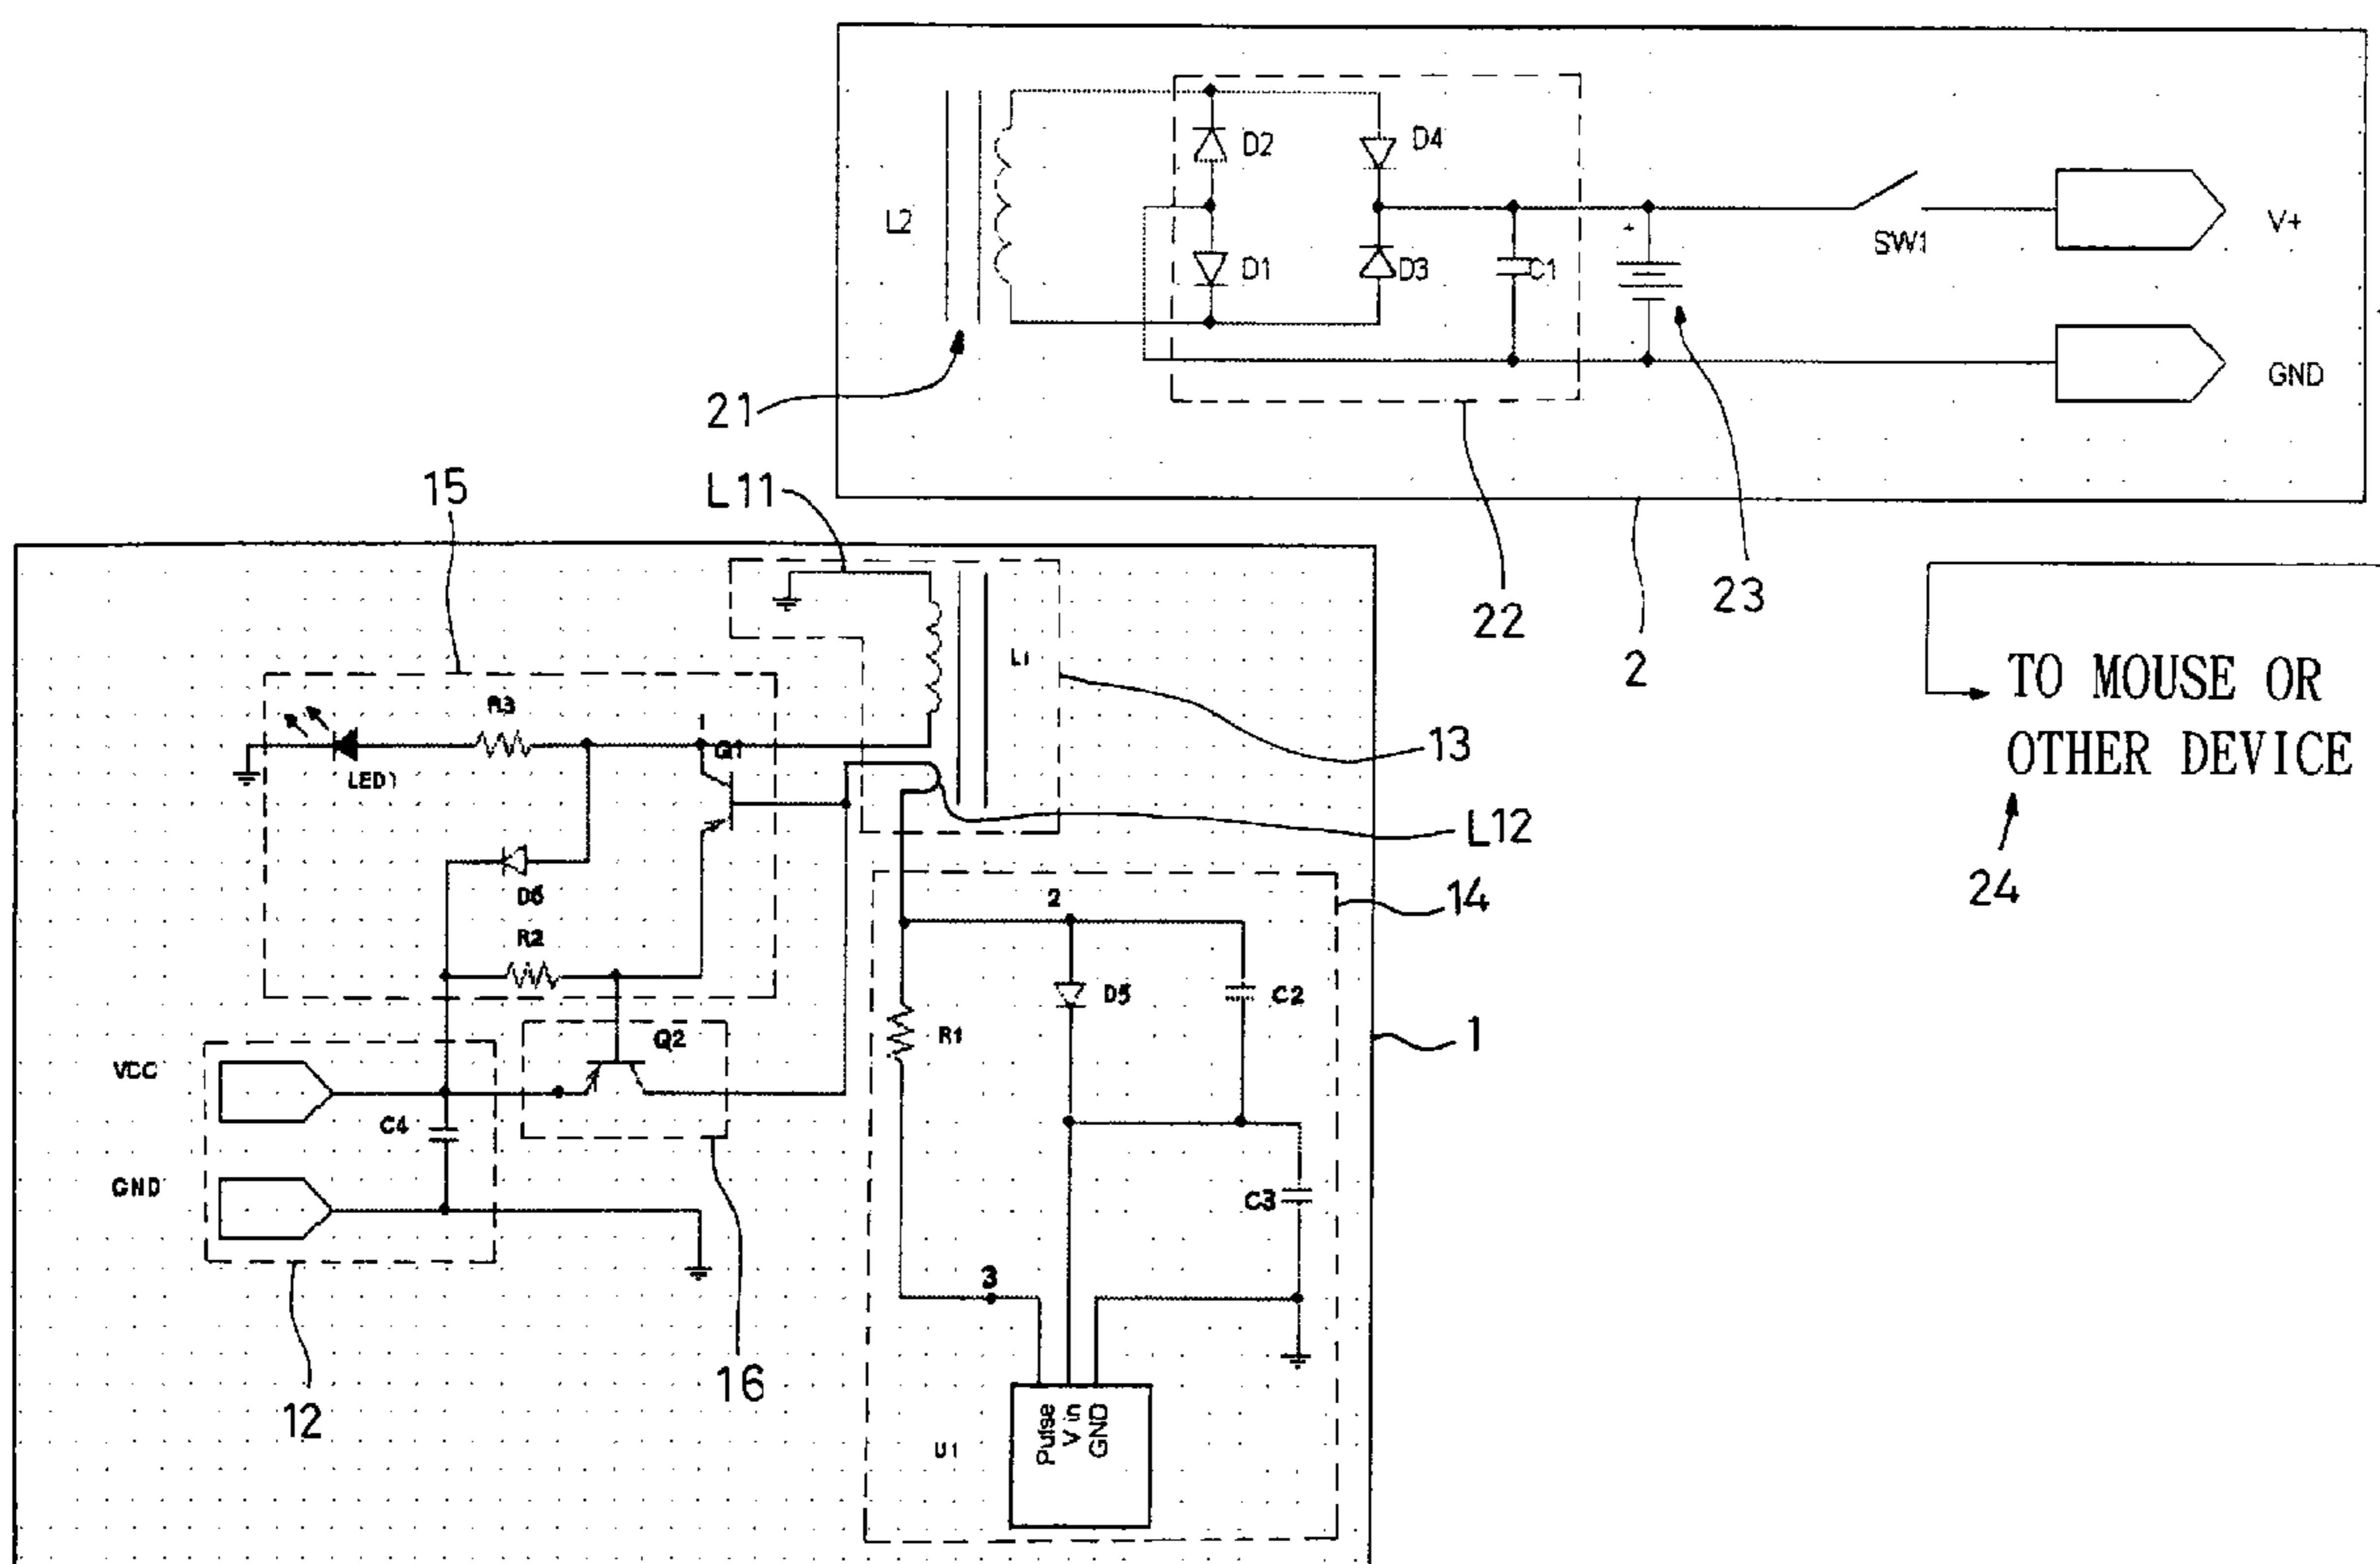 D2
D4
L2
V+
SW1
D1
D3
C1
GND
21
15
L11
23
22
2
L1
TO MOUSE OR
OTHER DEVICE
R3
Q1
13
LED1
L12
24
D6
2
14
R2
D5
C2
Q2
R1
1
VCC
C4
GND
C3
3
16
12
Pulse
Vin
GND
U1